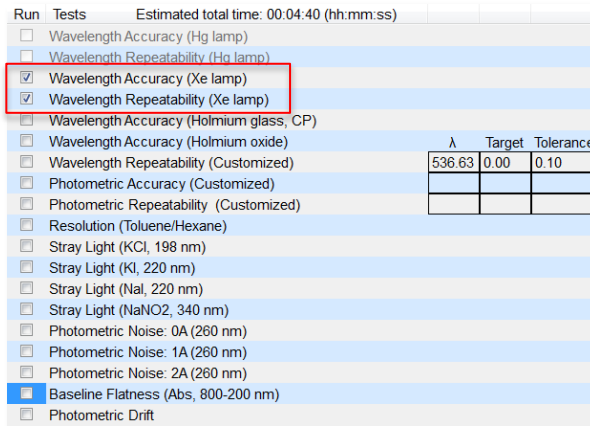 Run Tests Estimated total time: 00:04:40 (hh:mm:ss)
Wavelength Accuracy (Hg lamp)
Wavelength Repeatability (Hg lamp)
Wavelength Accuracy (Xe lamp)
Wavelength Repeatability (Xe lamp)
Wavelength Accuracy (Holmium glass, CP)
Wavelength Accuracy (Holmium oxide) λ Target Tolerance
Wavelength Repeatability (Customized) 536.63 0.00 0.10
Photometric Accuracy (Customized)
Photometric Repeatability (Customized)
Resolution (Toluene/Hexane)
Stray Light (KCl, 198 nm)
Stray Light (KI, 220 nm)
Stray Light (NaI, 220 nm)
Stray Light (NaNO2, 340 nm)
Photometric Noise: 0A (260 nm)
Photometric Noise: 1A (260 nm)
Photometric Noise: 2A (260 nm)
Baseline Flatness (Abs, 800-200 nm)
Photometric Drift